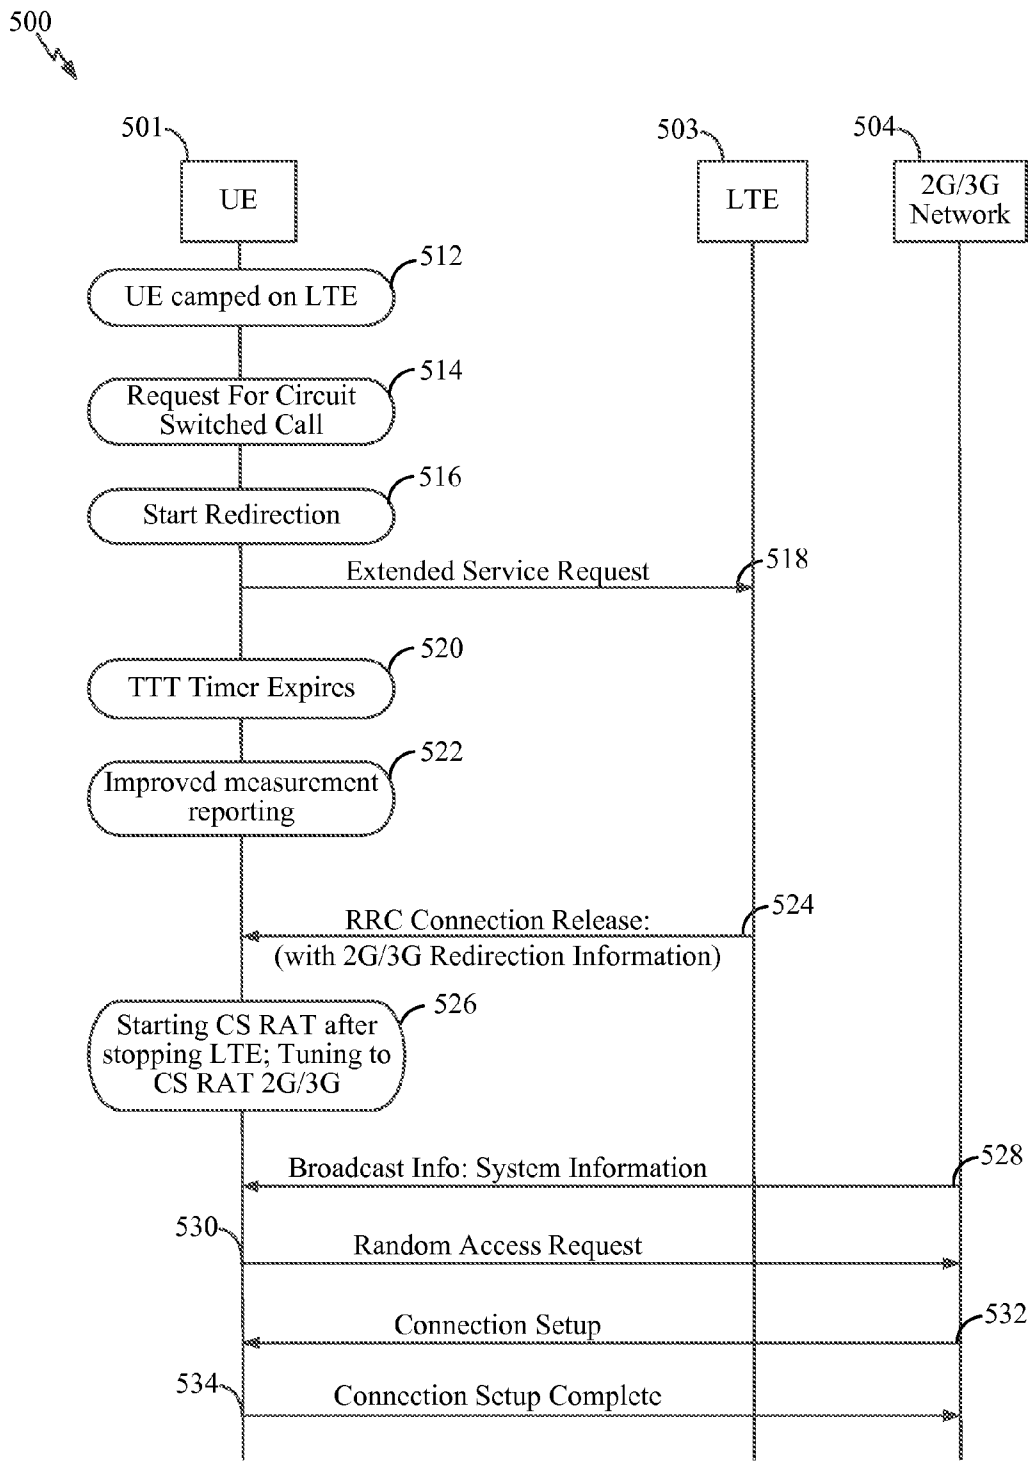 500
501
503
504
UE
LTE
2G/3G
Network
512
UE camped on LTE
514
Request For Circuit
Switched Call
516
Start Redirection
Extended Service Request
518
520
TTT Timer Expires
522
Improved measurement
reporting
524
RRC Connection Release:
(with 2G/3G Redirection Information)
526
Starting CS RAT after
stopping LTE; Tuning to
CS RAT 2G/3G
Broadcast Info: System Information
528
530
Random Access Request
Connection Setup
532
534
Connection Setup Complete